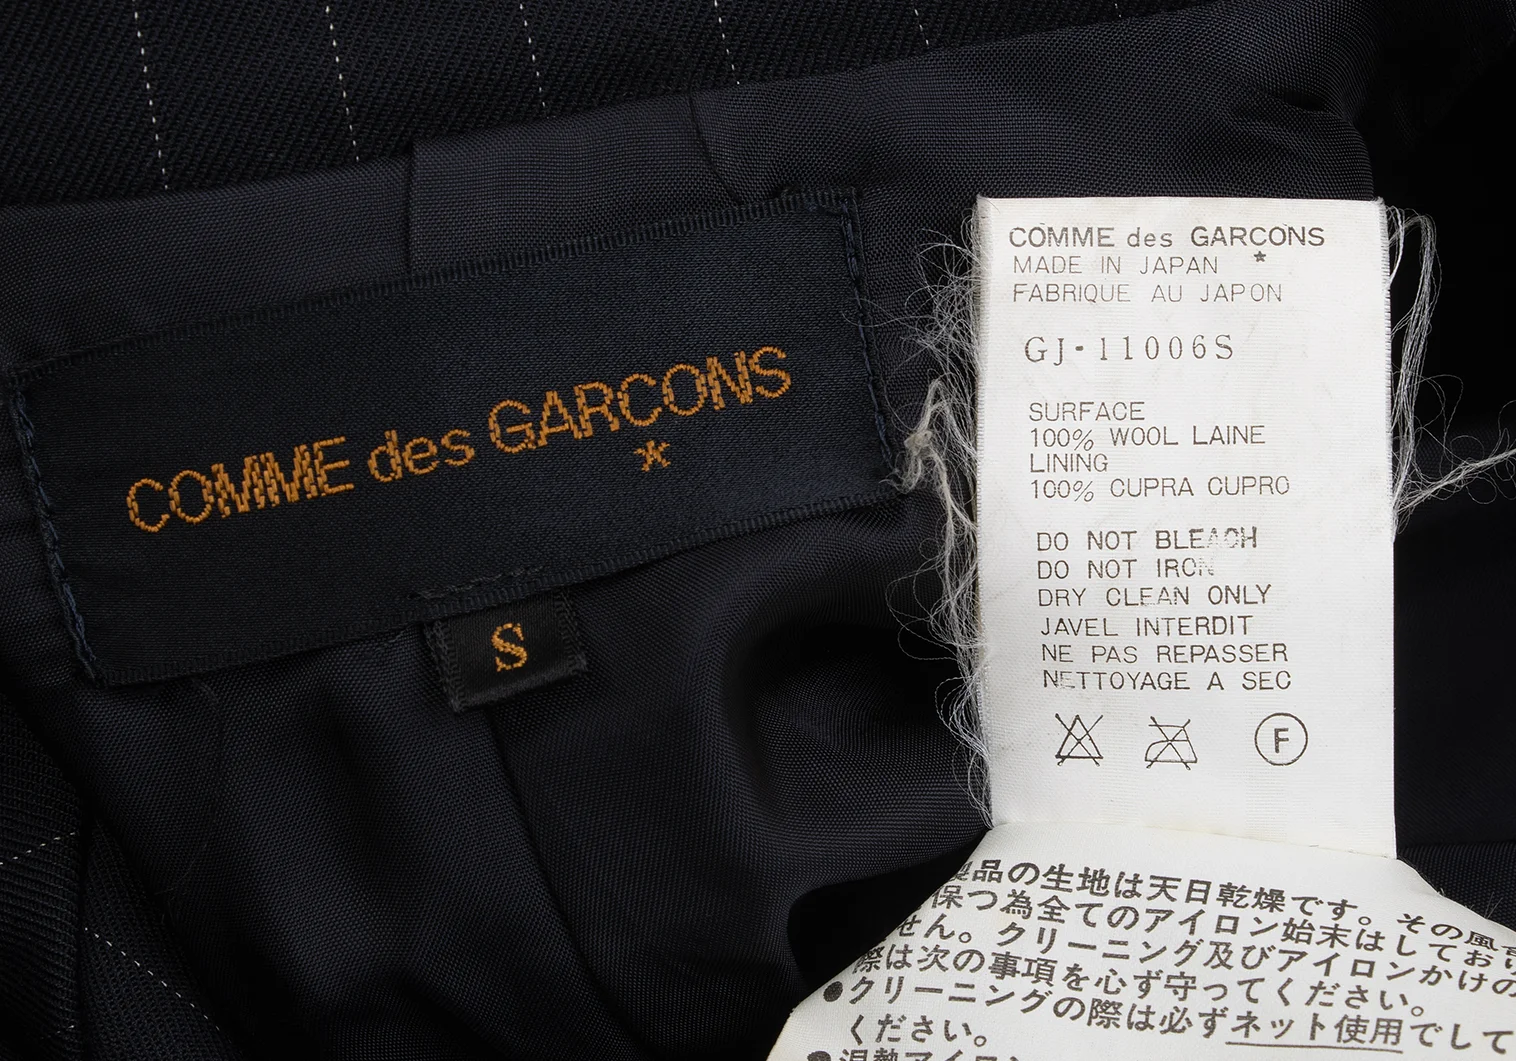 COMME des GARCONS
*
S
COMME des GARCONS
*
MADE IN JAPAN
FABRIQUE AU JAPON
GJ-11006S
SURFACE
100% WOOL LAINE
LINING
100% CUPRA CUPRO
DO NOT BLEACH
DO NOT IRON
DRY CLEAN ONLY
JAVEL INTERDIT
NE PAS REPASSER
NETTOYAGE A SEC
F
製品の生地は天日乾燥です。その風
保つ為全てのアイロン始末はしており
せん。クリーニング及びアイロンかけの
際は次の事項を必ず守ってください。
●クリーニングの際は必ずネット使用でして
ください。